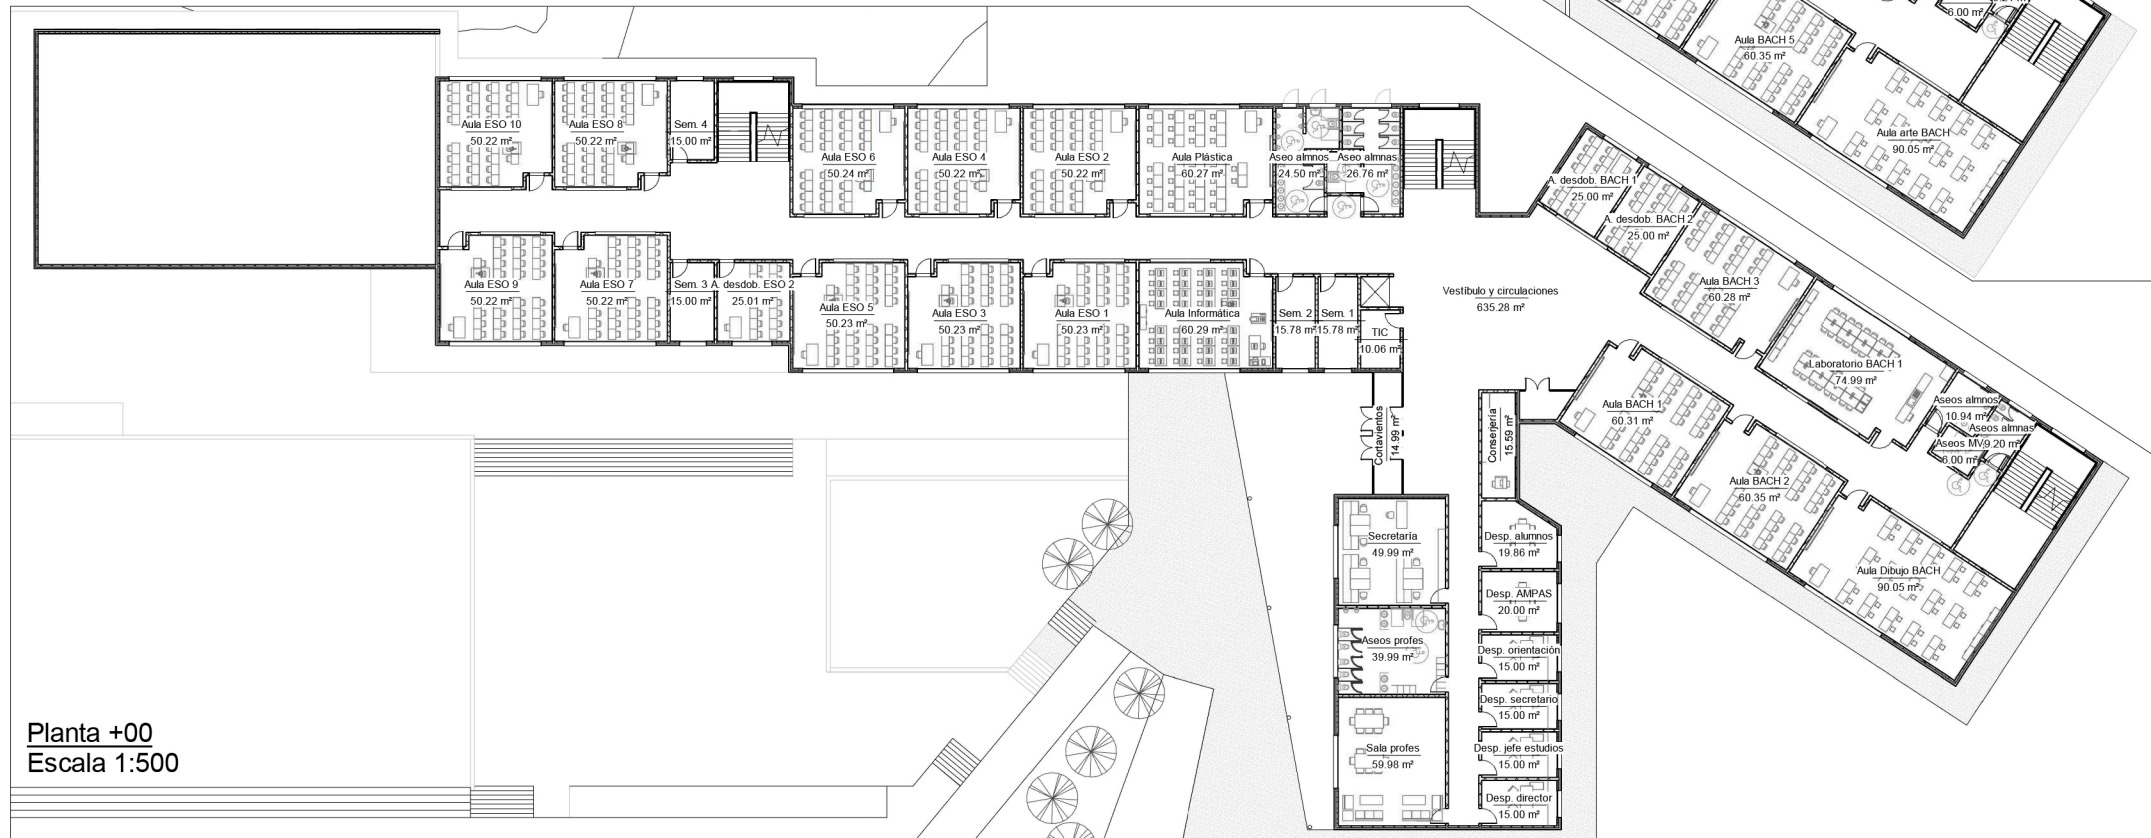 6.00 m²
Aula BACH 5
60.35 m²
Aula arte BACH
90.05 m²
Aula ESO 10
50.22 m²
Aula ESO 8
50.22 m²
Sem. 4
15.00 m²
Aula ESO 6
50.24 m²
Aula ESO 4
50.22 m²
Aula ESO 2
50.22 m²
Aula Plástica
60.27 m²
Aseo almnos
24.50 m²
Aseo almnas
26.76 m²
A. desdob. BACH 1
25.00 m²
A. desdob. BACH 2
25.00 m²
Aula BACH 3
60.28 m²
Aula ESO 9
50.22 m²
Aula ESO 7
50.22 m²
Sem. 3
15.00 m²
A. desdob. ESO 2
25.01 m²
Aula ESO 5
50.23 m²
Aula ESO 3
50.23 m²
Aula ESO 1
50.23 m²
Aula Informática
60.29 m²
Sem. 2
15.78 m²
Sem. 1
15.78 m²
TIC
10.06 m²
Vestíbulo y circulaciones
635.28 m²
Laboratorio BACH 1
74.99 m²
Aula BACH 1
60.31 m²
Aseos almnos
10.94 m²
Aseos almnas
9.20 m²
Aseos MV
6.00 m²
Cortavientos
14.99 m²
Conserjería
15.59 m²
Aula BACH 2
60.35 m²
Aula Dibujo BACH
90.05 m²
Secretaría
49.99 m²
Desp. alumnos
19.86 m²
Desp. AMPAS
20.00 m²
Aseos profes
39.99 m²
Desp. orientación
15.00 m²
Desp. secretario
15.00 m²
Sala profes
59.98 m²
Desp. jefe estudios
15.00 m²
Desp. director
15.00 m²
Planta +00
Escala 1:500